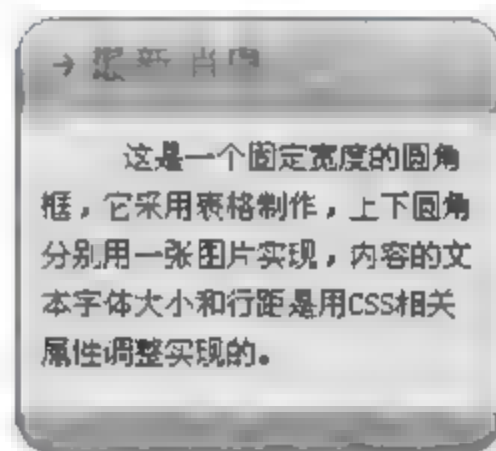 → 最新
这是一个固定宽度的圆角
框，它采用表格制作，上下圆角
分别用一张图片实现，内容的文
本字体大小和行距是用CSS相关
属性调整实现的。